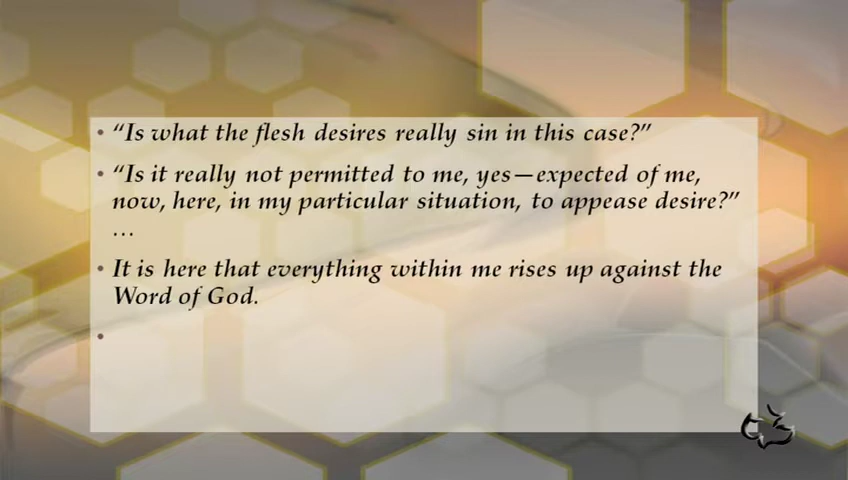 • “Is what the flesh desires really sin in this case?”
• “Is it really not permitted to me, yes—expected of me,
now, here, in my particular situation, to appease desire?”
…
• It is here that everything within me rises up against the
Word of God.
•